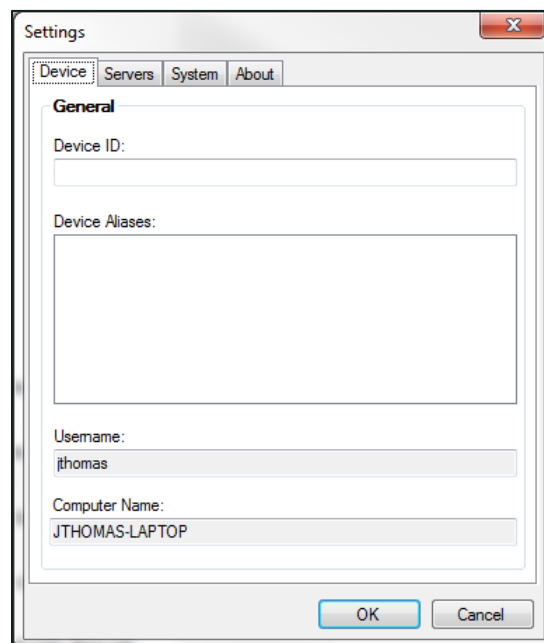 Settings
Device Servers System About
General
Device ID:
Device Aliases:
Username:
jthomas
Computer Name:
JTHOMAS-LAPTOP
OK Cancel